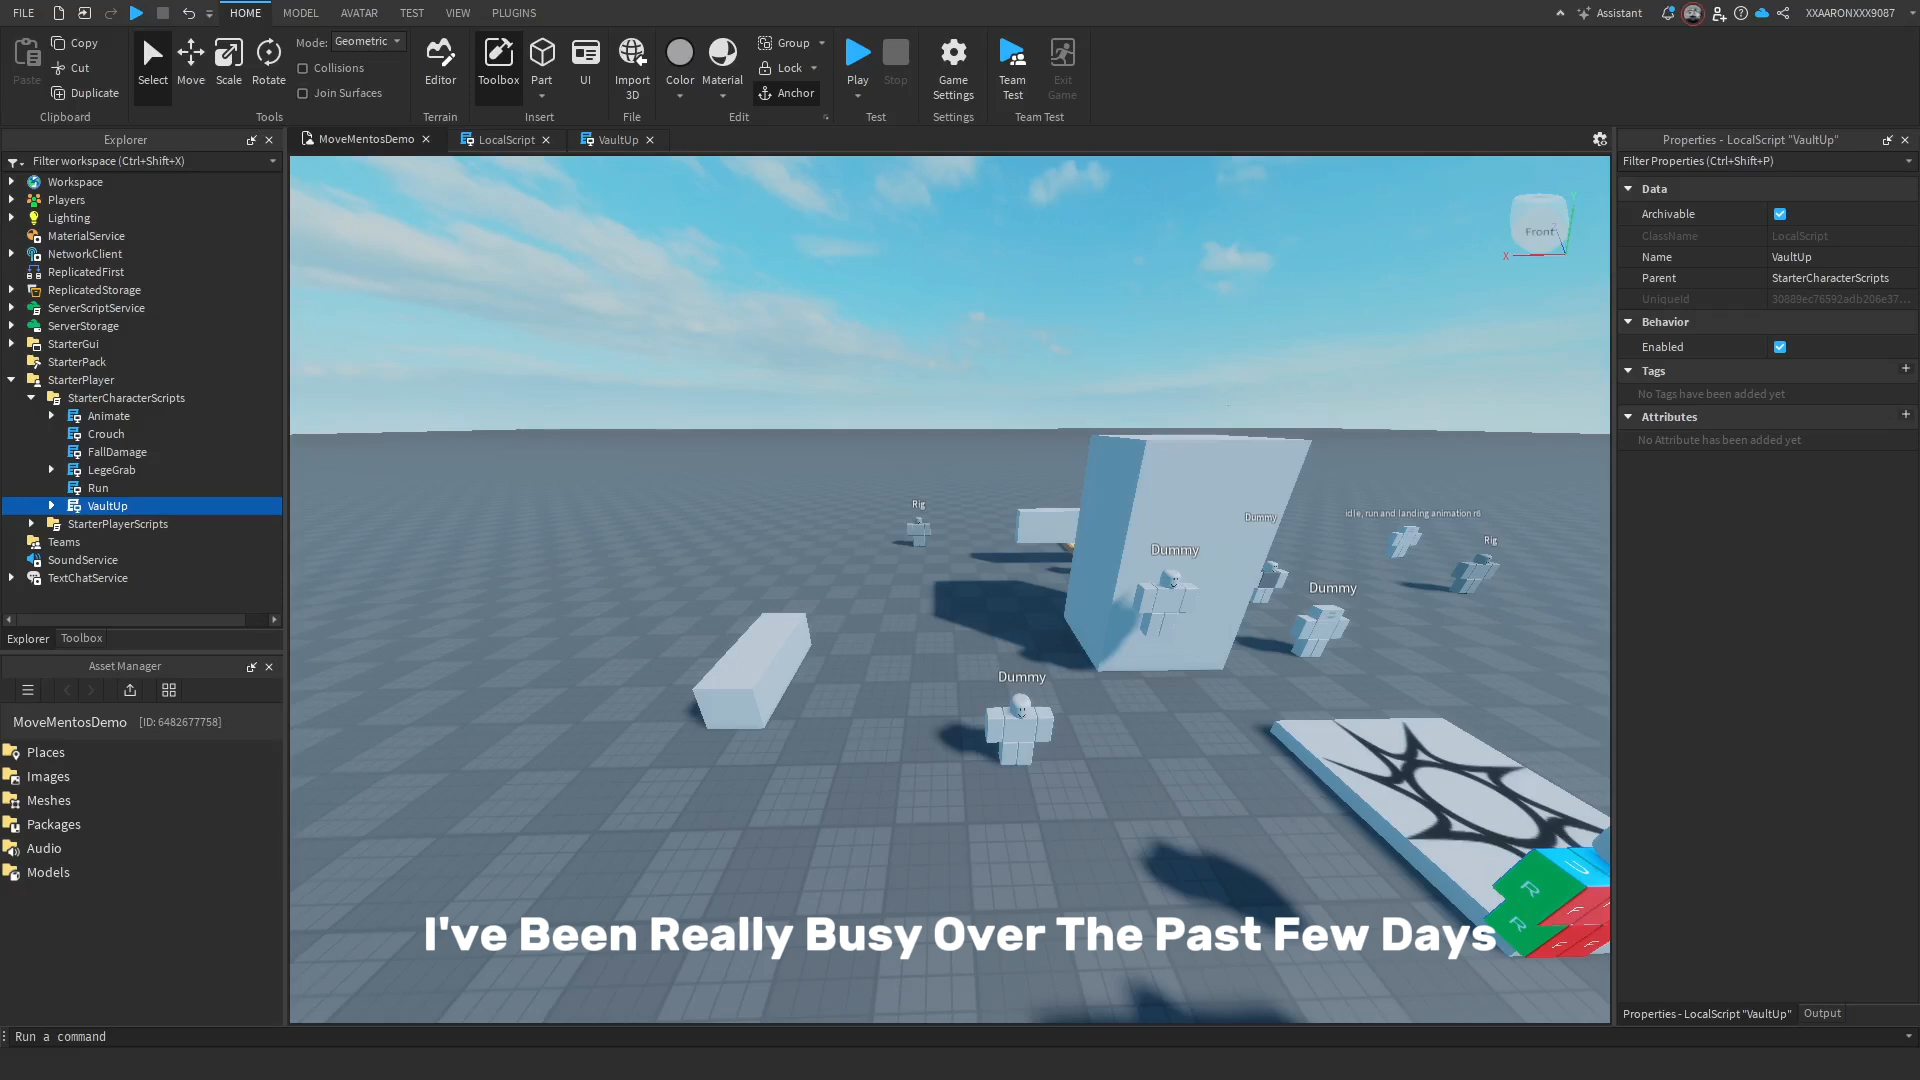 FILE HOME MODEL AVATAR TEST VIEW PLUGINS Assistant XXAARONXXX9087
Paste Copy Cut Duplicate Clipboard
Select Move Scale Rotate Mode: Geometric Collisions Join Surfaces Tools
Editor Terrain
Toolbox Part UI Insert
Import 3D File
Color Material Group Lock Anchor Edit
Play Stop Test
Game Settings Settings
Team Test Exit Game Team Test
Explorer
Filter workspace (Ctrl+Shift+X)
Workspace
Players
Lighting
MaterialService
NetworkClient
ReplicatedFirst
ReplicatedStorage
ServerScriptService
ServerStorage
StarterGui
StarterPack
StarterPlayer
StarterCharacterScripts
Animate
Crouch
FallDamage
LegeGrab
Run
VaultUp
StarterPlayerScripts
Teams
SoundService
TextChatService
Explorer Toolbox
Asset Manager
MoveMentosDemo [ID: 6482677758]
Places
Images
Meshes
Packages
Audio
Models
MoveMentosDemo LocalScript VaultUp
Front
X
Y
Rig
Dummy
idle, run and landing animation r6
Rig
Dummy
Dummy
Dummy
R
R
U
F
F
F
F
I've Been Really Busy Over The Past Few Days
Properties - LocalScript "VaultUp"
Filter Properties (Ctrl+Shift+P)
Data
Archivable
ClassName LocalScript
Name VaultUp
Parent StarterCharacterScripts
UniqueId 30889ec76592adb206e37...
Behavior
Enabled
Tags
No Tags have been added yet
Attributes
No Attribute has been added yet
Properties - LocalScript "VaultUp" Output
Run a command